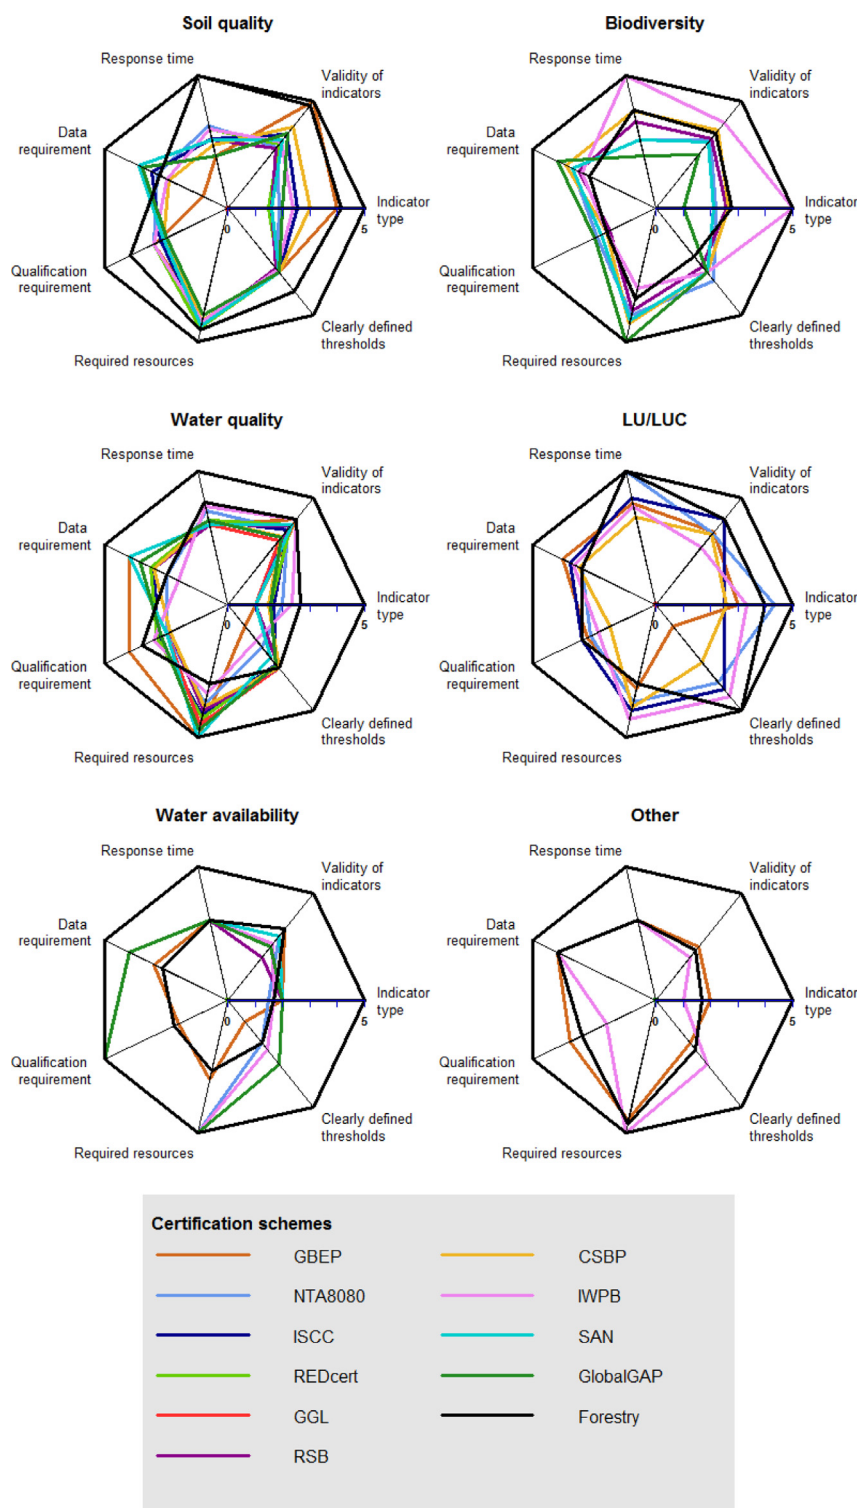 Soil quality
Response time
Validity of
indicators
Data
requirement
Indicator
type
0
5
Qualification
requirement
Clearly defined
thresholds
Required resources
Biodiversity
Response time
Validity of
indicators
Data
requirement
Indicator
type
0
5
Qualification
requirement
Clearly defined
thresholds
Required resources
Water quality
Response time
Validity of
indicators
Data
requirement
Indicator
type
0
5
Qualification
requirement
Clearly defined
thresholds
Required resources
LU/LUC
Response time
Validity of
indicators
Data
requirement
Indicator
type
0
5
Qualification
requirement
Clearly defined
thresholds
Required resources
Water availability
Response time
Validity of
indicators
Data
requirement
Indicator
type
0
5
Qualification
requirement
Clearly defined
thresholds
Required resources
Other
Response time
Validity of
indicators
Data
requirement
Indicator
type
0
5
Qualification
requirement
Clearly defined
thresholds
Required resources
Certification schemes
GBEP
NTA8080
ISCC
REDcert
GGL
RSB
CSBP
IWPB
SAN
GlobalGAP
Forestry